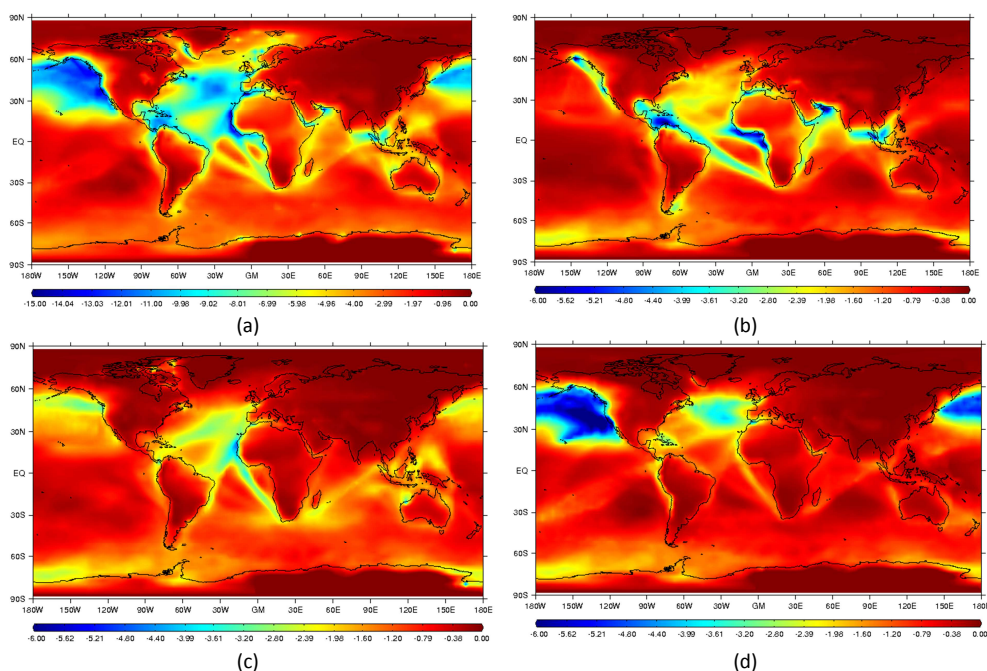 90N
60N
30N
EQ
30S
60S
90S
180W 150W 120W 90W 60W 30W GM 30E 60E 90E 120E 150E 180E
-15.00 -14.04 -13.03 -12.01 -11.00 -9.98 -9.02 -8.01 -6.99 -5.98 -4.96 -4.00 -2.99 -1.97 -0.96 0.00
(a)
90N
60N
30N
EQ
30S
60S
90S
180W 150W 120W 90W 60W 30W GM 30E 60E 90E 120E 150E 180E
-6.00 -5.62 -5.21 -4.80 -4.40 -3.99 -3.61 -3.20 -2.79 -2.39 -1.98 -1.60 -1.20 -0.79 -0.38 0.00
(b)
90N
60N
30N
EQ
30S
60S
90S
180W 150W 120W 90W 60W 30W GM 30E 60E 90E 120E 150E 180E
-6.00 -5.62 -5.21 -4.80 -4.40 -3.99 -3.61 -3.20 -2.79 -2.39 -1.98 -1.60 -1.20 -0.79 -0.38 0.00
(c)
90N
60N
30N
EQ
30S
60S
90S
180W 150W 120W 90W 60W 30W GM 30E 60E 90E 120E 150E 180E
-6.00 -5.62 -5.21 -4.80 -4.40 -3.99 -3.61 -3.20 -2.79 -2.39 -1.98 -1.60 -1.20 -0.79 -0.38 0.00
(d)